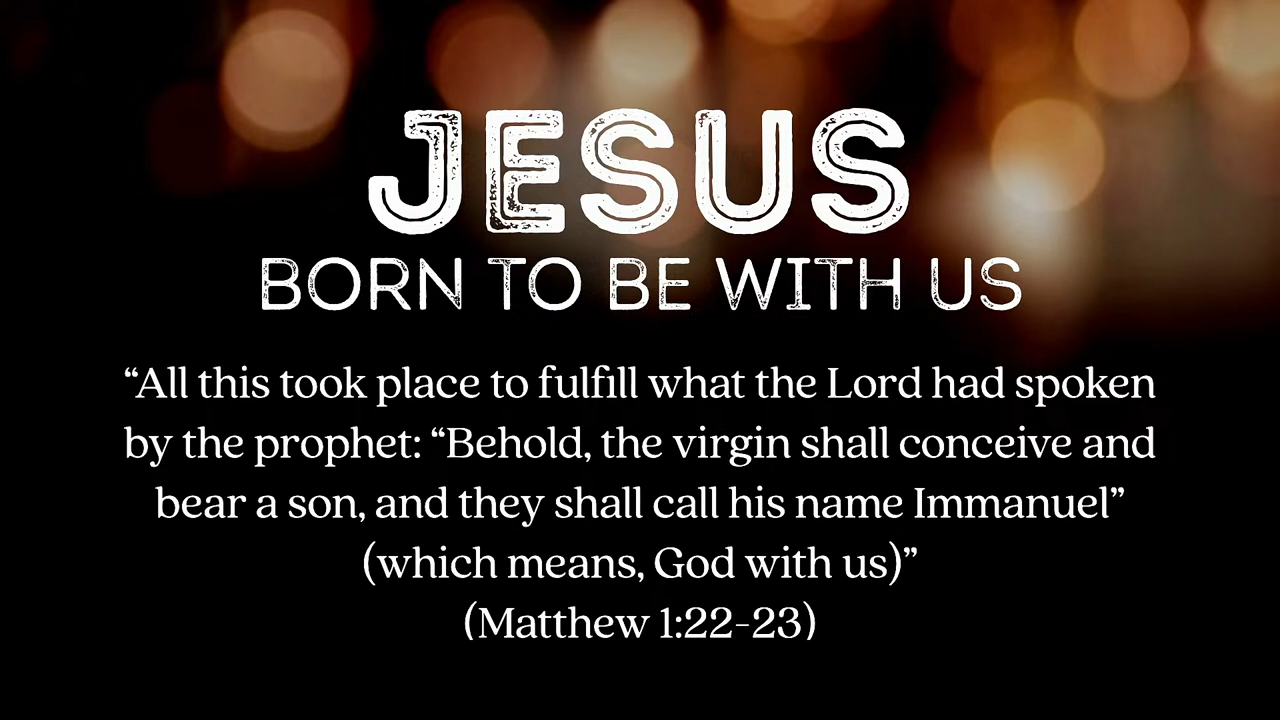 JESUS
BORN TO BE WITH US
“All this took place to fulfill what the Lord had spoken
by the prophet: “Behold, the virgin shall conceive and
bear a son, and they shall call his name Immanuel”
(which means, God with us)”
(Matthew 1:22-23)